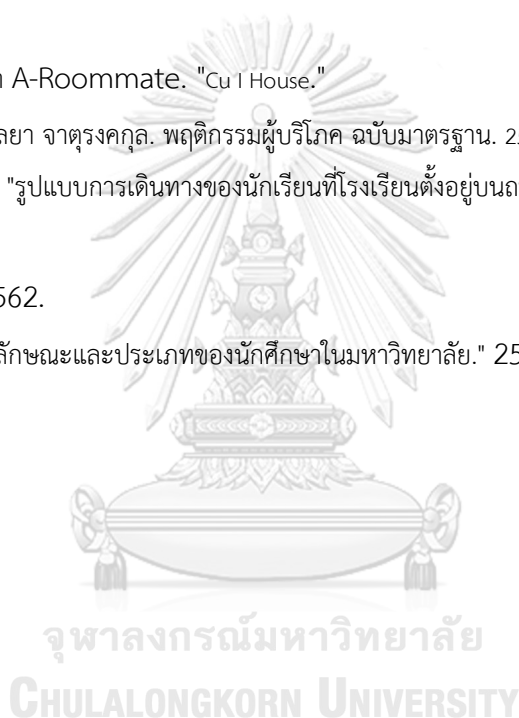 A-Roommate. "Cu I House."
ลยา จาตุรงคกุล. พฤติกรรมผู้บริโภค ฉบับมาตรฐาน. 2
"รูปแบบการเดินทางของนักเรียนที่โรงเรียนตั้งอยู่บนถ
562.
ลักษณะและประเภทของนักศึกษาในมหาวิทยาลัย." 25
จุฬาลงกรณ์มหาวิทยาลัย
CHULALONGKORN UNIVERSITY